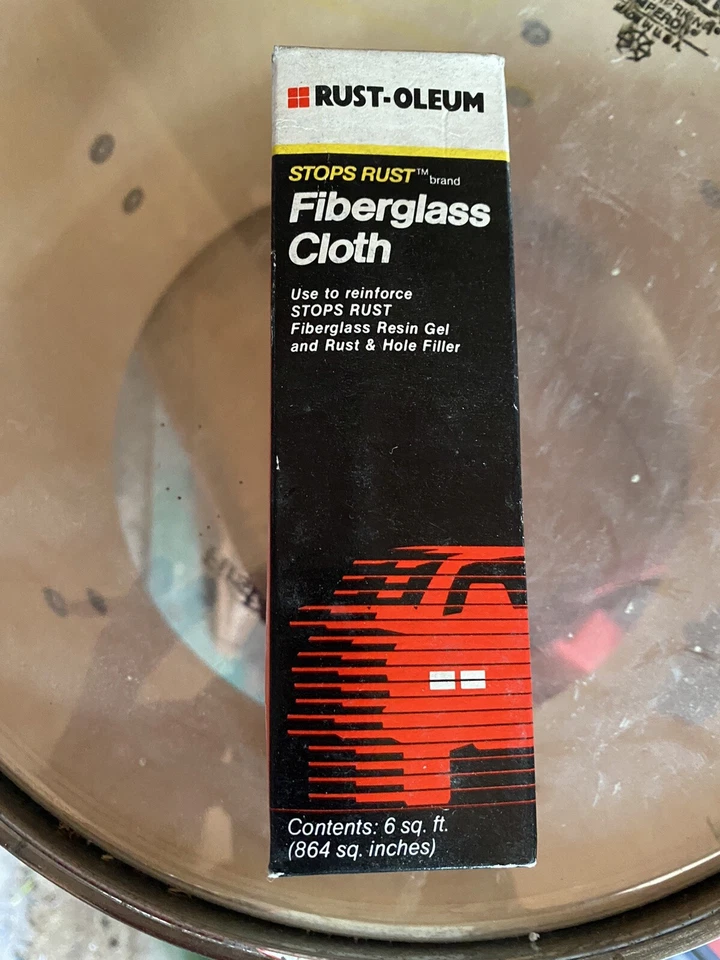 RUST-OLEUM
STOPS RUST™ brand
Fiberglass
Cloth
Use to reinforce
STOPS RUST
Fiberglass Resin Gel
and Rust & Hole Filler
Contents: 6 sq. ft.
(864 sq. inches)